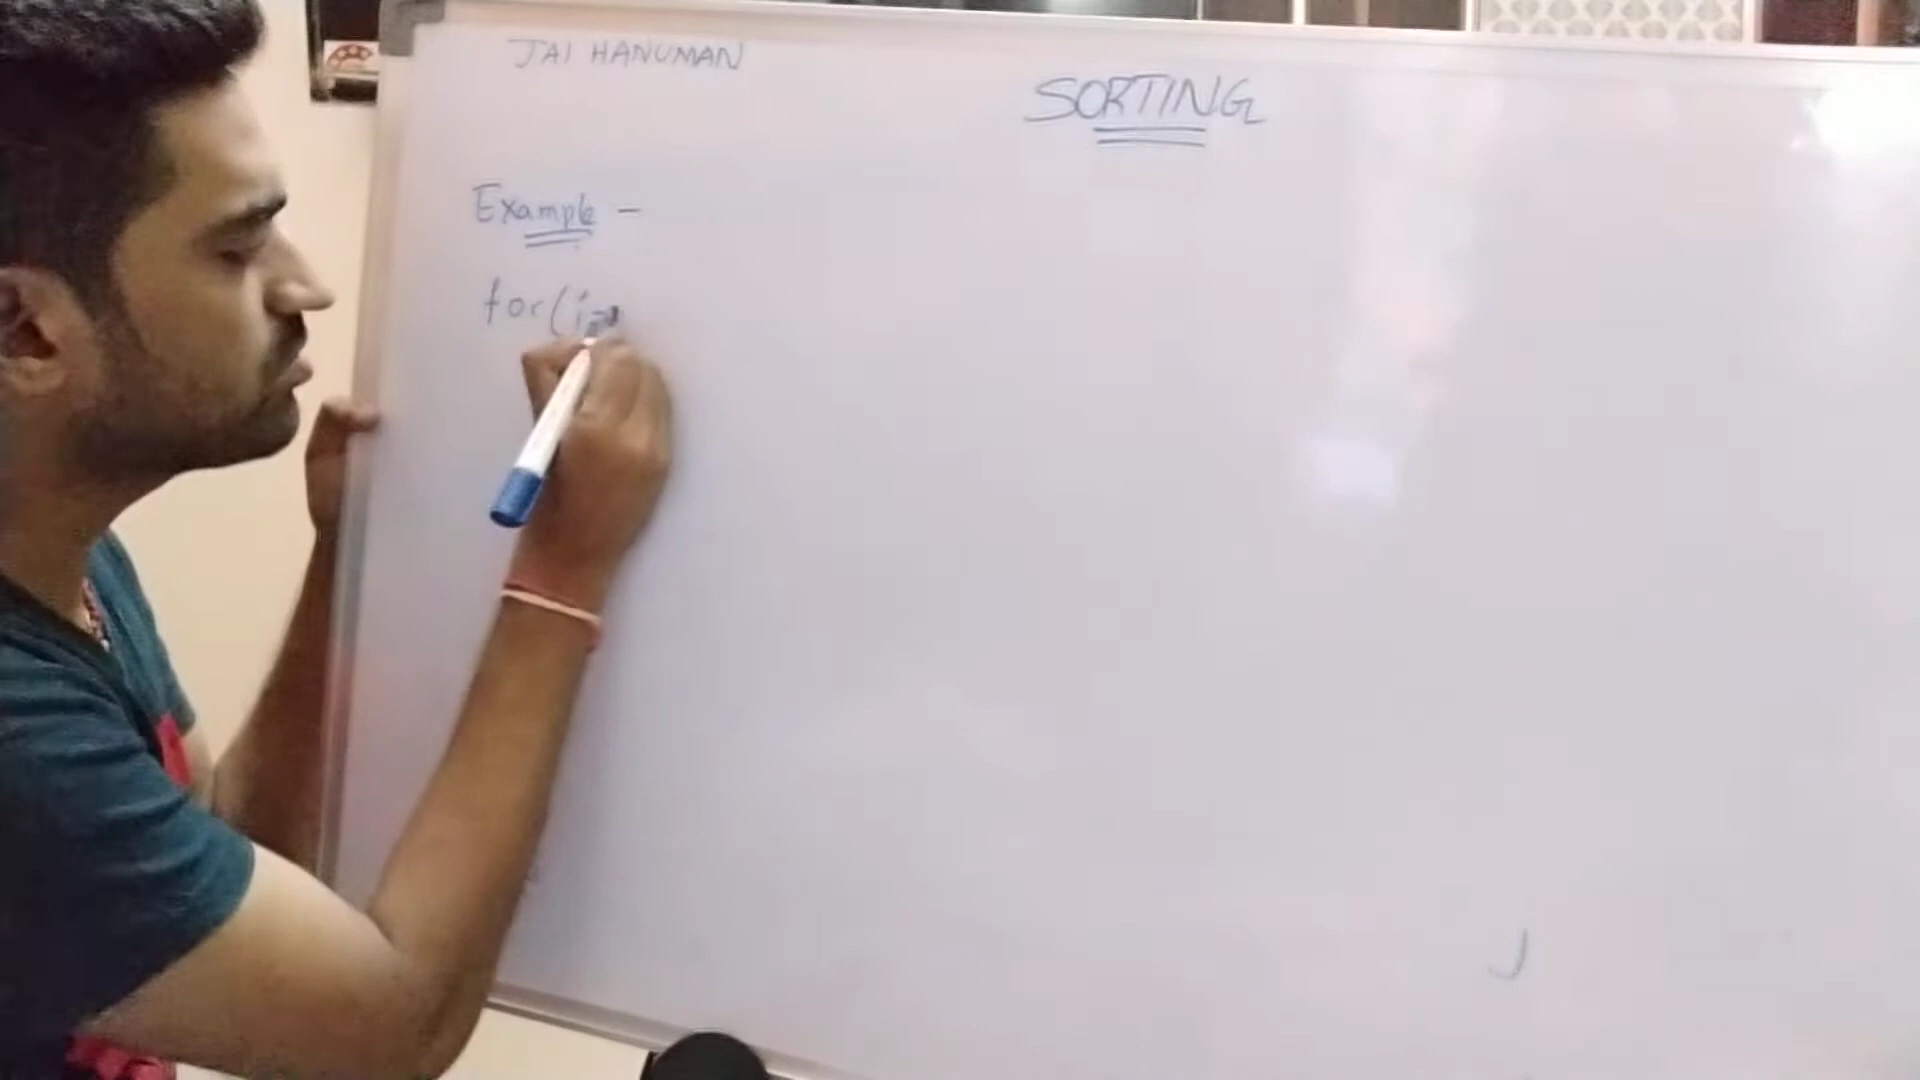 JAI HANUMAN
SORTING
Example -
for(i=
J